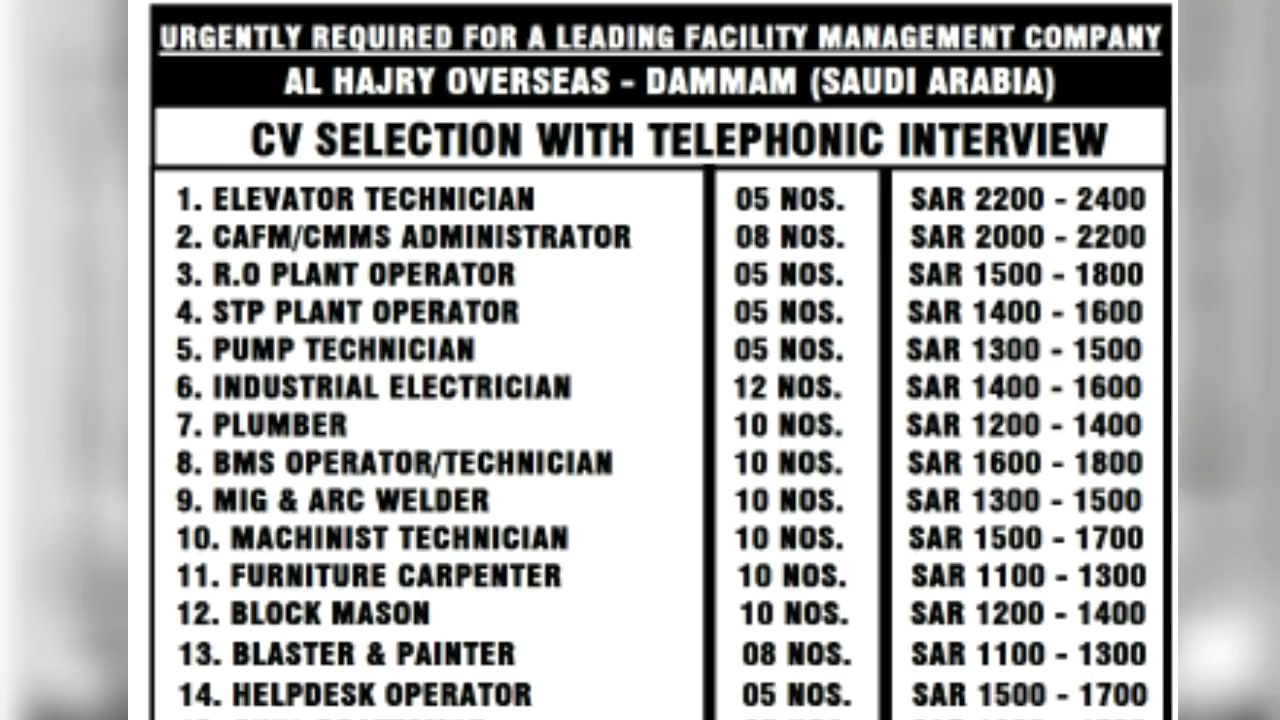 URGENTLY REQUIRED FOR A LEADING FACILITY MANAGEMENT COMPANY
AL HAJRY OVERSEAS - DAMMAM (SAUDI ARABIA)
CV SELECTION WITH TELEPHONIC INTERVIEW
1. ELEVATOR TECHNICIAN 05 NOS. SAR 2200 - 2400
2. CAFM/CMMS ADMINISTRATOR 08 NOS. SAR 2000 - 2200
3. R.O PLANT OPERATOR 05 NOS. SAR 1500 - 1800
4. STP PLANT OPERATOR 05 NOS. SAR 1400 - 1600
5. PUMP TECHNICIAN 05 NOS. SAR 1300 - 1500
6. INDUSTRIAL ELECTRICIAN 12 NOS. SAR 1400 - 1600
7. PLUMBER 10 NOS. SAR 1200 - 1400
8. BMS OPERATOR/TECHNICIAN 10 NOS. SAR 1600 - 1800
9. MIG & ARC WELDER 10 NOS. SAR 1300 - 1500
10. MACHINIST TECHNICIAN 10 NOS. SAR 1500 - 1700
11. FURNITURE CARPENTER 10 NOS. SAR 1100 - 1300
12. BLOCK MASON 10 NOS. SAR 1200 - 1400
13. BLASTER & PAINTER 08 NOS. SAR 1100 - 1300
14. HELPDESK OPERATOR 05 NOS. SAR 1500 - 1700